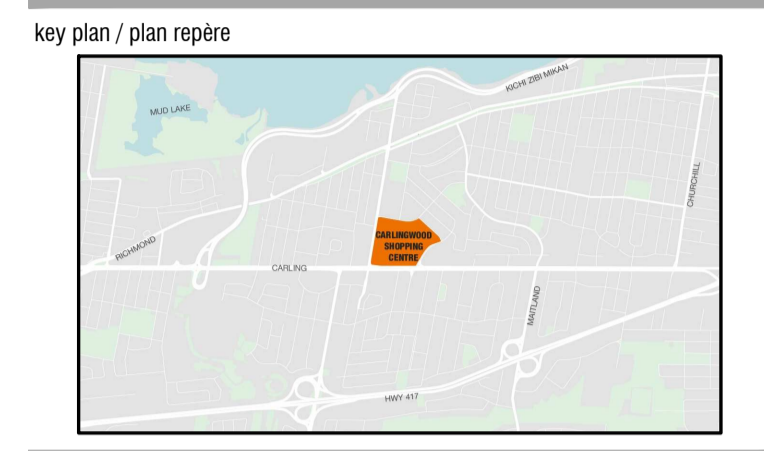 key plan / plan repère
KICHI ZIBI MIKAN
MUD LAKE
CHURCHILL
RICHMOND
CARLINGWOOD
SHOPPING
CENTRE
CARLING
MAITLAND
HWY 417